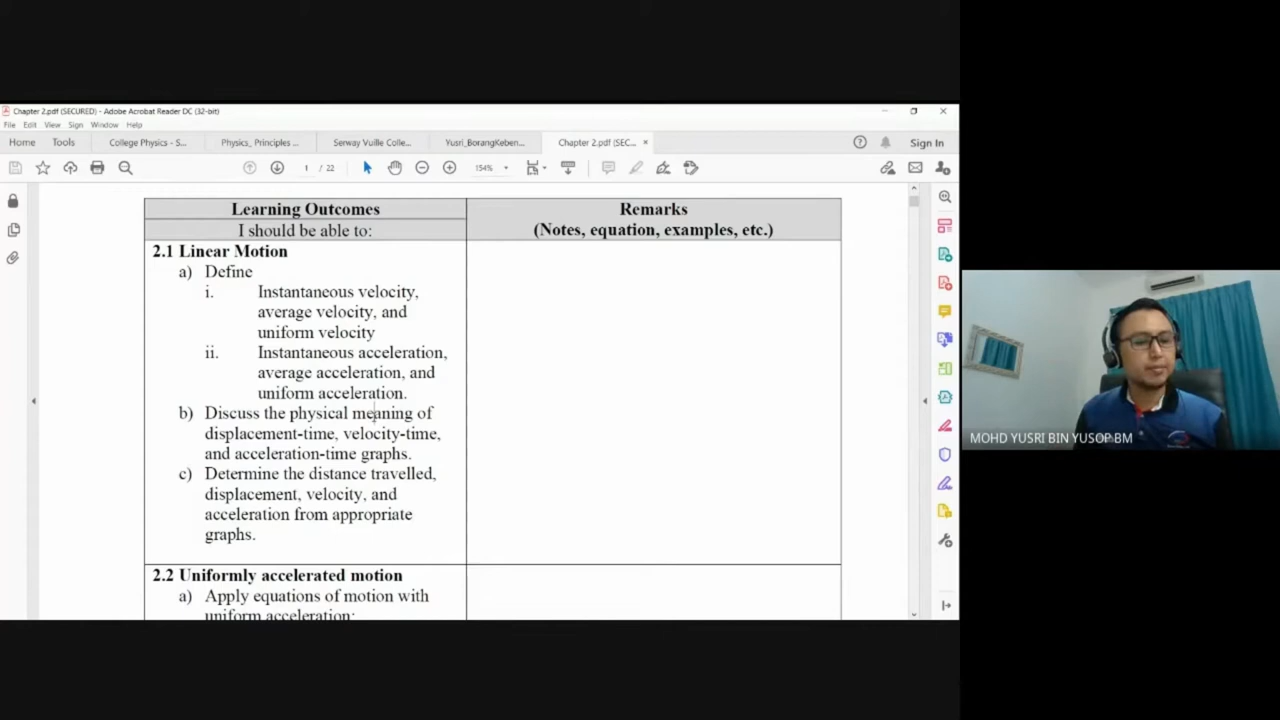 Chapter 2.pdf (SECURED) - Adobe Acrobat Reader DC (32-bit)
File Edit View Sign Window Help
Home Tools College Physics - S... Physics_ Principles ... Serway Vuille Colle... Yusri_BorangKeben... Chapter 2.pdf (SEC... × Sign In
1 / 22 154%
Learning Outcomes
I should be able to:
Remarks
(Notes, equation, examples, etc.)
2.1 Linear Motion
a) Define
i. Instantaneous velocity,
average velocity, and
uniform velocity
ii. Instantaneous acceleration,
average acceleration, and
uniform acceleration.
b) Discuss the physical meaning of
displacement-time, velocity-time,
and acceleration-time graphs.
c) Determine the distance travelled,
displacement, velocity, and
acceleration from appropriate
graphs.
2.2 Uniformly accelerated motion
a) Apply equations of motion with
uniform acceleration:
MOHD YUSRI BIN YUSOP BM